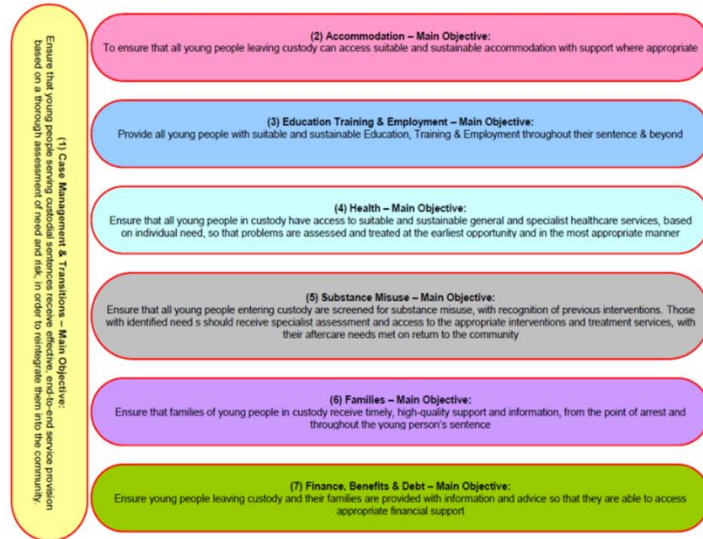 (1) Case Management & Transitions – Main Objective:
Ensure that young people serving custodial sentences receive effective, end-to-end service provision
based on a thorough assessment of need and risk, in order to reintegrate them into the community.
(2) Accommodation – Main Objective:
To ensure that all young people leaving custody can access suitable and sustainable accommodation with support where appropriate
(3) Education Training & Employment – Main Objective:
Provide all young people with suitable and sustainable Education, Training & Employment throughout their sentence & beyond
(4) Health – Main Objective:
Ensure that all young people in custody have access to suitable and sustainable general and specialist healthcare services, based
on individual need, so that problems are assessed and treated at the earliest opportunity and in the most appropriate manner
(5) Substance Misuse – Main Objective:
Ensure that all young people entering custody are screened for substance misuse, with recognition of previous interventions. Those
with identified need s should receive specialist assessment and access to the appropriate interventions and treatment services, with
their aftercare needs met on return to the community
(6) Families – Main Objective:
Ensure that families of young people in custody receive timely, high-quality support and information, from the point of arrest and
throughout the young person's sentence
(7) Finance, Benefits & Debt – Main Objective:
Ensure young people leaving custody and their families are provided with information and advice so that they are able to access
appropriate financial support